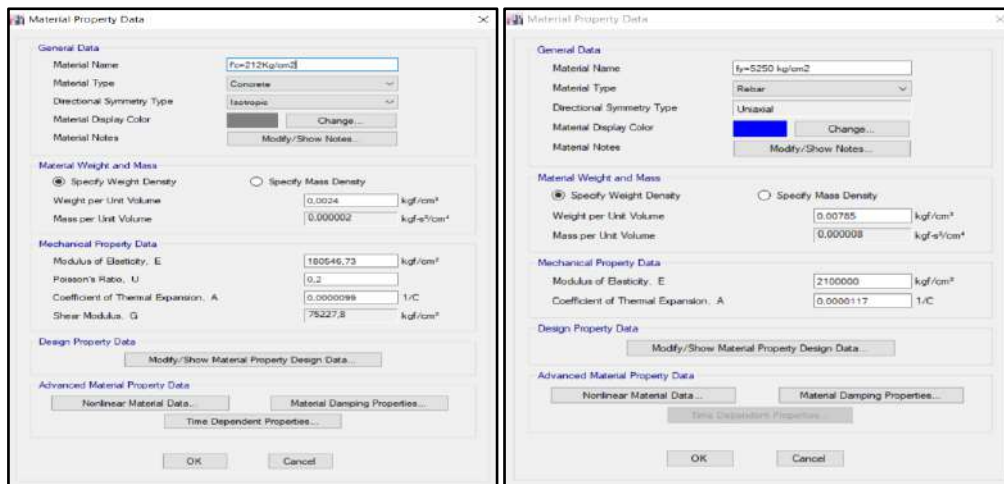 Material Property Data
General Data
Material Name f'c=212Kg/cm2
Material Type Concrete
Directional Symmetry Type Isotropic
Material Display Color Change...
Material Notes Modify/Show Notes...
Material Weight and Mass
Specify Weight Density Specify Mass Density
Weight per Unit Volume 0,0024 kgf/cm³
Mass per Unit Volume 0,000002 kgf-s²/cm⁴
Mechanical Property Data
Modulus of Elasticity, E 180546,73 kgf/cm²
Poisson's Ratio, U 0,2
Coefficient of Thermal Expansion, A 0,0000099 1/C
Shear Modulus, G 75227,8 kgf/cm²
Design Property Data
Modify/Show Material Property Design Data...
Advanced Material Property Data
Nonlinear Material Data... Material Damping Properties...
Time Dependent Properties...
OK Cancel
Material Property Data
General Data
Material Name fy=5250 kg/cm2
Material Type Rebar
Directional Symmetry Type Uniaxial
Material Display Color Change...
Material Notes Modify/Show Notes...
Material Weight and Mass
Specify Weight Density Specify Mass Density
Weight per Unit Volume 0.00785 kgf/cm³
Mass per Unit Volume 0.000008 kgf-s²/cm⁴
Mechanical Property Data
Modulus of Elasticity, E 2100000 kgf/cm²
Coefficient of Thermal Expansion, A 0.0000117 1/C
Design Property Data
Modify/Show Material Property Design Data...
Advanced Material Property Data
Nonlinear Material Data... Material Damping Properties...
Time Dependent Properties...
OK Cancel